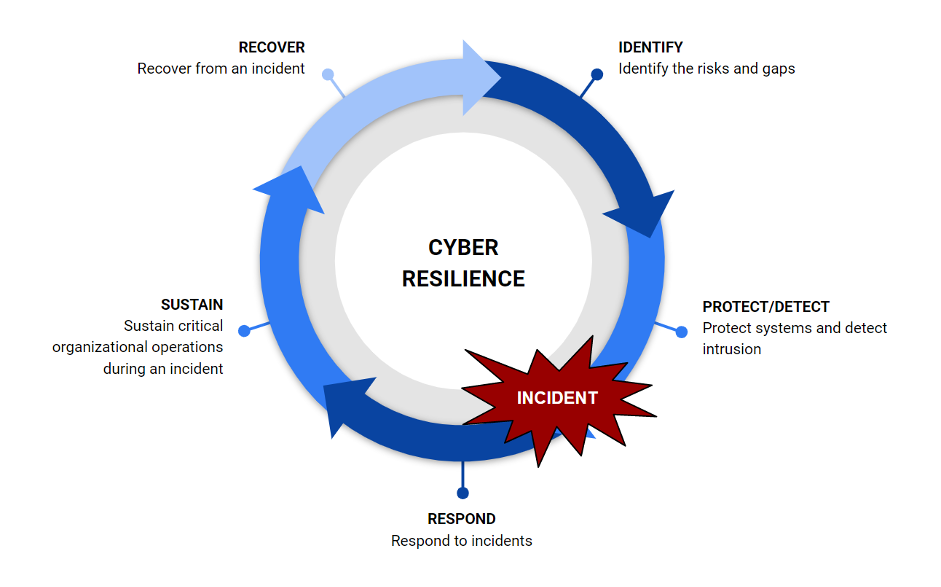 RECOVER
Recover from an incident
IDENTIFY
Identify the risks and gaps
CYBER
RESILIENCE
SUSTAIN
Sustain critical
organizational operations
during an incident
PROTECT/DETECT
Protect systems and detect
intrusion
INCIDENT
RESPOND
Respond to incidents